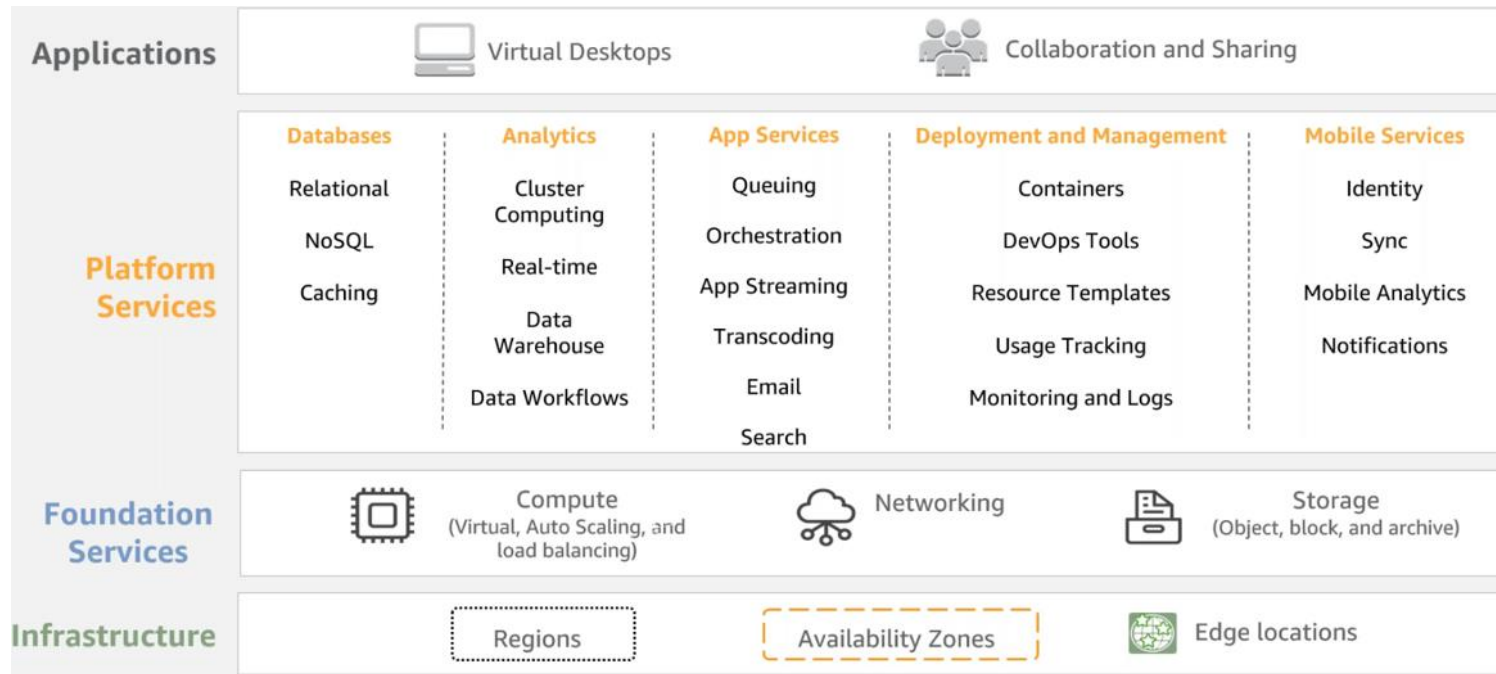 Applications
Virtual Desktops
Collaboration and Sharing
Platform
Services
Databases
Relational
NoSQL
Caching
Analytics
Cluster
Computing
Real-time
Data
Warehouse
Data Workflows
App Services
Queuing
Orchestration
App Streaming
Transcoding
Email
Search
Deployment and Management
Containers
DevOps Tools
Resource Templates
Usage Tracking
Monitoring and Logs
Mobile Services
Identity
Sync
Mobile Analytics
Notifications
Foundation
Services
Compute
(Virtual, Auto Scaling, and
load balancing)
Networking
Storage
(Object, block, and archive)
Infrastructure
Regions
Availability Zones
Edge locations